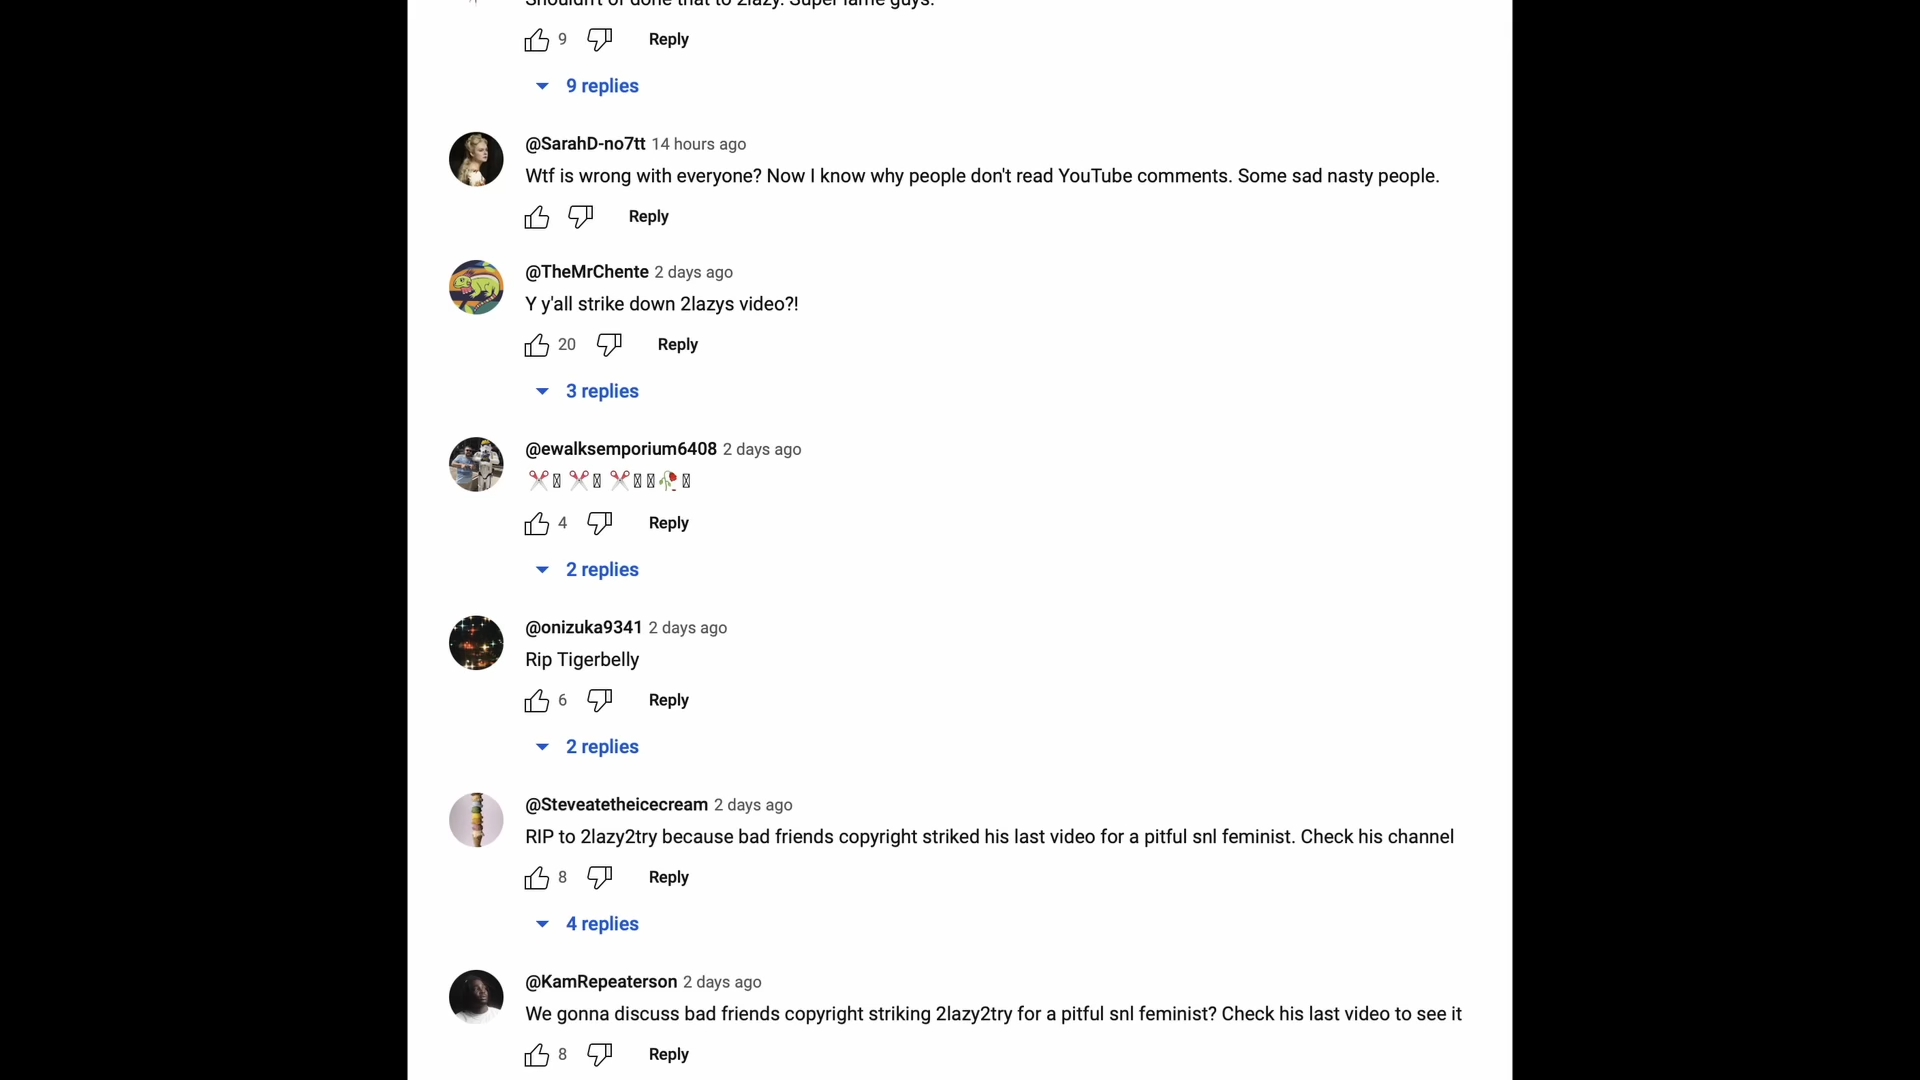 Shouldn't of done that to 2lazy. Super lame guys.
9 Reply
9 replies
@SarahD-no7tt 14 hours ago
Wtf is wrong with everyone? Now I know why people don't read YouTube comments. Some sad nasty people.
Reply
@TheMrChente 2 days ago
Y y'all strike down 2lazys video?!
20 Reply
3 replies
@ewalksemporium6408 2 days ago
4 Reply
2 replies
@onizuka9341 2 days ago
Rip Tigerbelly
6 Reply
2 replies
@Steveatetheicecream 2 days ago
RIP to 2lazy2try because bad friends copyright striked his last video for a pitful snl feminist. Check his channel
8 Reply
4 replies
@KamRepeaterson 2 days ago
We gonna discuss bad friends copyright striking 2lazy2try for a pitful snl feminist? Check his last video to see it
8 Reply